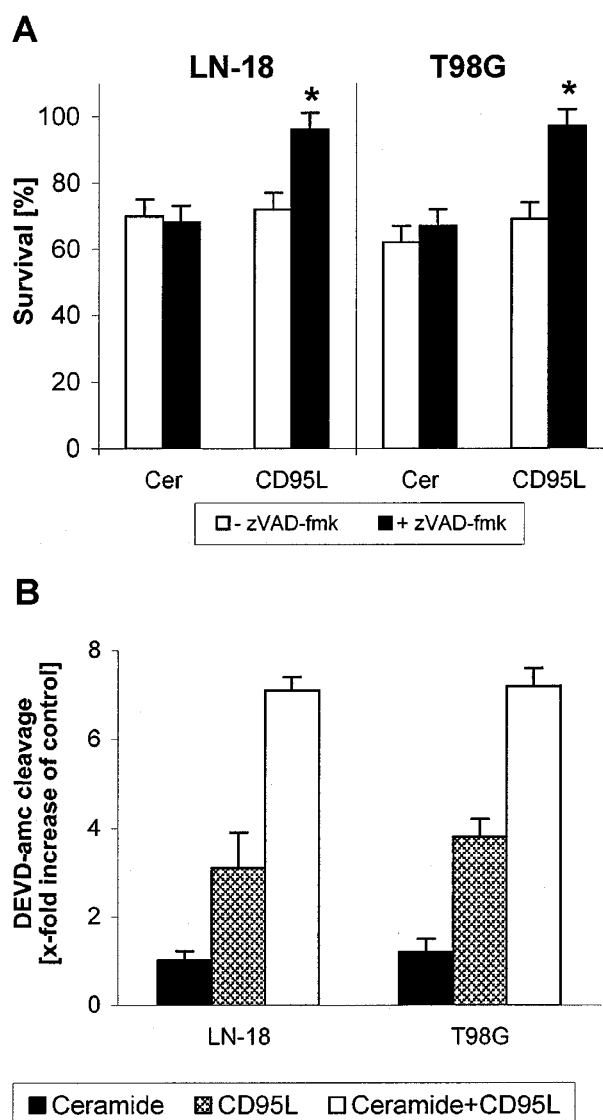 A
LN-18 T98G
* *
Survival [%]
100
80
60
40
20
0
Cer CD95L Cer CD95L
- zVAD-fmk + zVAD-fmk
B
DEVD-amc cleavage
[x-fold increase of control]
8
6
4
2
0
LN-18 T98G
Ceramide CD95L Ceramide+CD95L